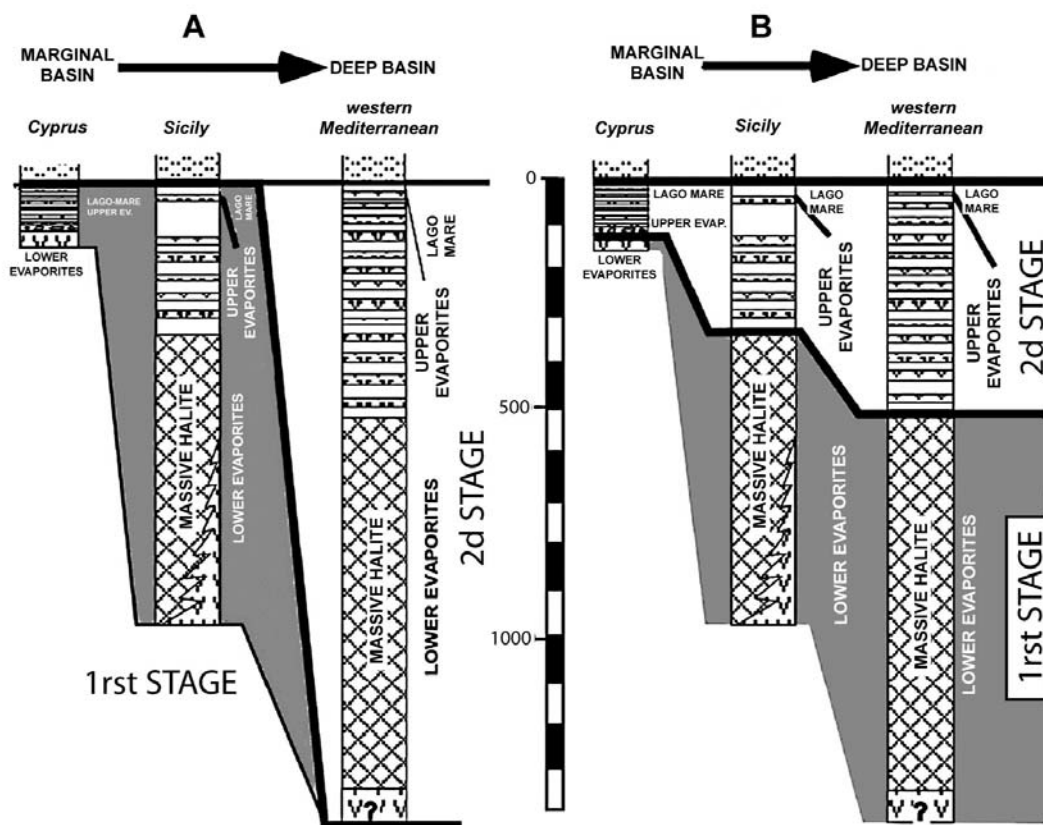 A
MARGINAL
BASIN
DEEP BASIN
Cyprus
Sicily
western
Mediterranean
LAGO-MARE
UPPER EV.
LOWER
EVAPORITES
LAGO
MARE
UPPER
EVAPORITES
MASSIVE HALITE
LOWER EVAPORITES
1rst STAGE
LAGO
MARE
UPPER
EVAPORITES
MASSIVE HALITE
LOWER EVAPORITES
2d STAGE
?
0
500
1000
B
MARGINAL
BASIN
DEEP BASIN
Cyprus
Sicily
western
Mediterranean
LAGO MARE
UPPER EVAP.
LOWER
EVAPORITES
LAGO
MARE
UPPER
EVAPORITES
MASSIVE HALITE
LOWER EVAPORITES
LAGO
MARE
UPPER
EVAPORITES
2d STAGE
MASSIVE HALITE
LOWER EVAPORITES
1rst STAGE
?